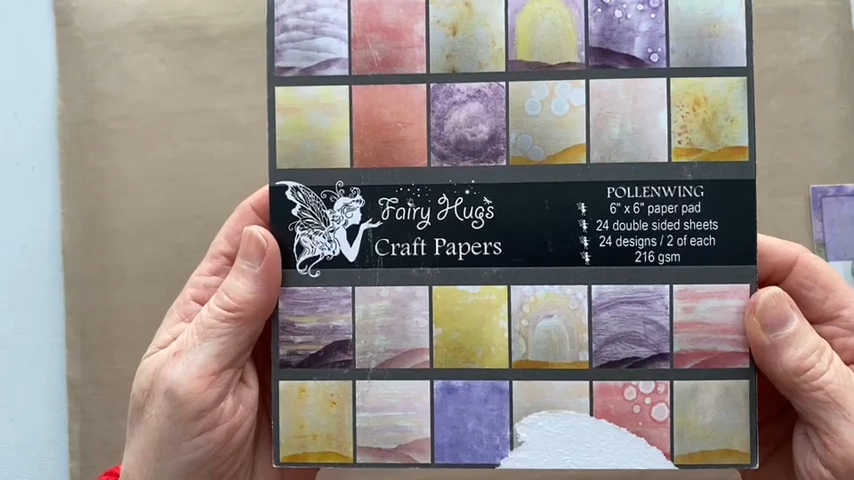 Fairy Hugs
Craft Papers
POLLENWING
6" x 6" paper pad
24 double sided sheets
24 designs / 2 of each
216 gsm